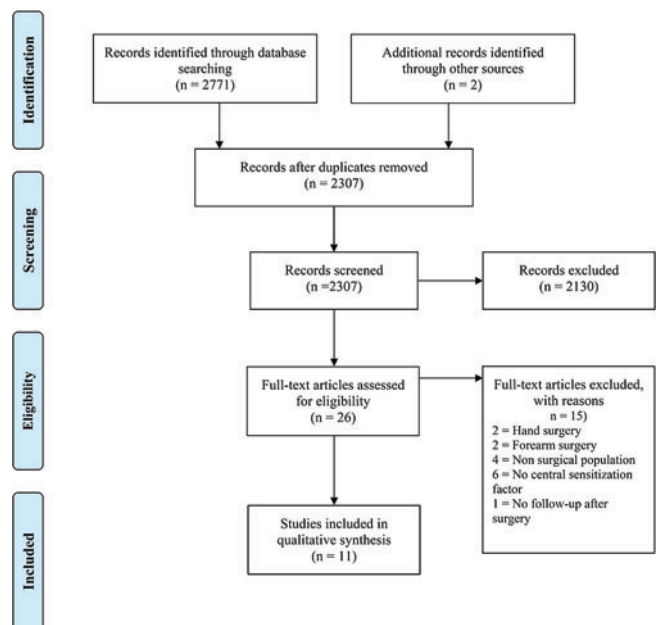 Identification
Records identified through database
searching
(n = 2771)
Additional records identified
through other sources
(n = 2)
Records after duplicates removed
(n = 2307)
Screening
Records screened
(n =2307)
Records excluded
(n = 2130)
Eligibility
Full-text articles assessed
for eligibility
(n = 26)
Full-text articles excluded,
with reasons
n = 15)
2 = Hand surgery
2 = Forearm surgery
4 = Non surgical population
6 = No central sensitization
factor
1 = No follow-up after
surgery
Included
Studies included in
qualitative synthesis
(n = 11)